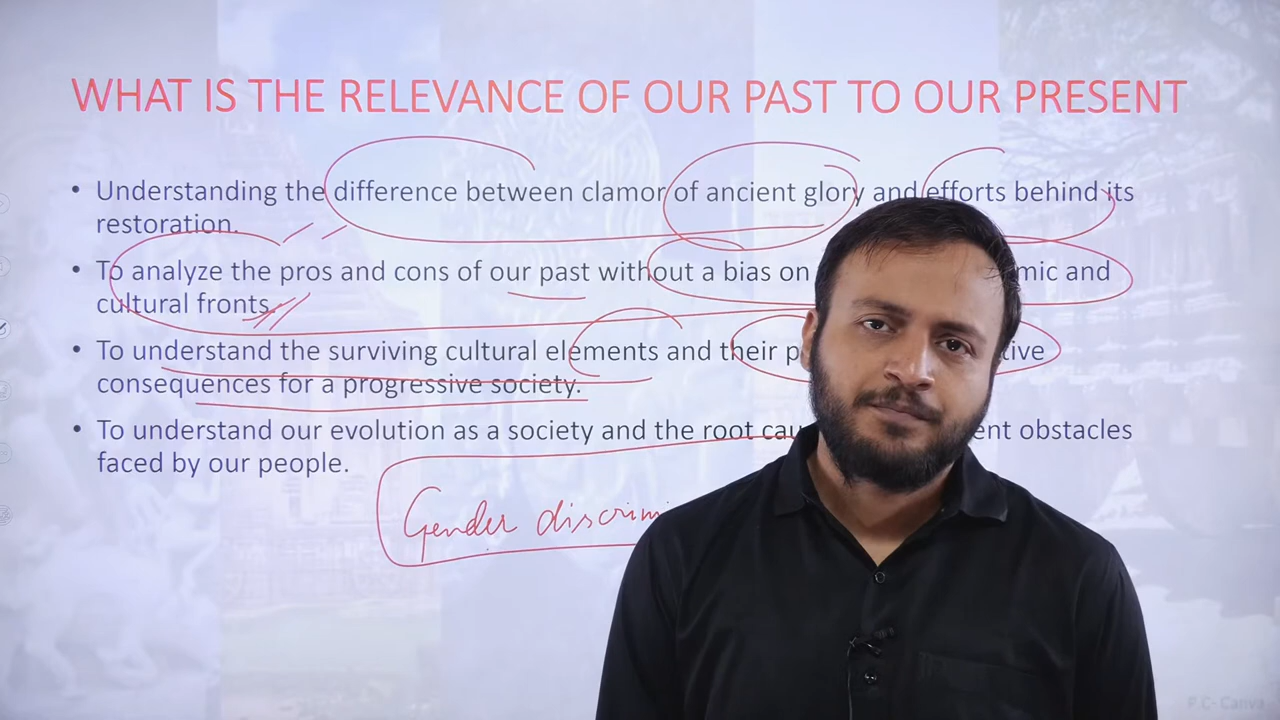 WHAT IS THE RELEVANCE OF OUR PAST TO OUR PRESENT
• Understanding the difference between clamor of ancient glory and efforts behind its
restoration.
• To analyze the pros and cons of our past without a bias on mic and
cultural fronts.
• To understand the surviving cultural elements and their p tive
consequences for a progressive society.
• To understand our evolution as a society and the root cau ent obstacles
faced by our people.
Gender discrimi
P.C- Canva